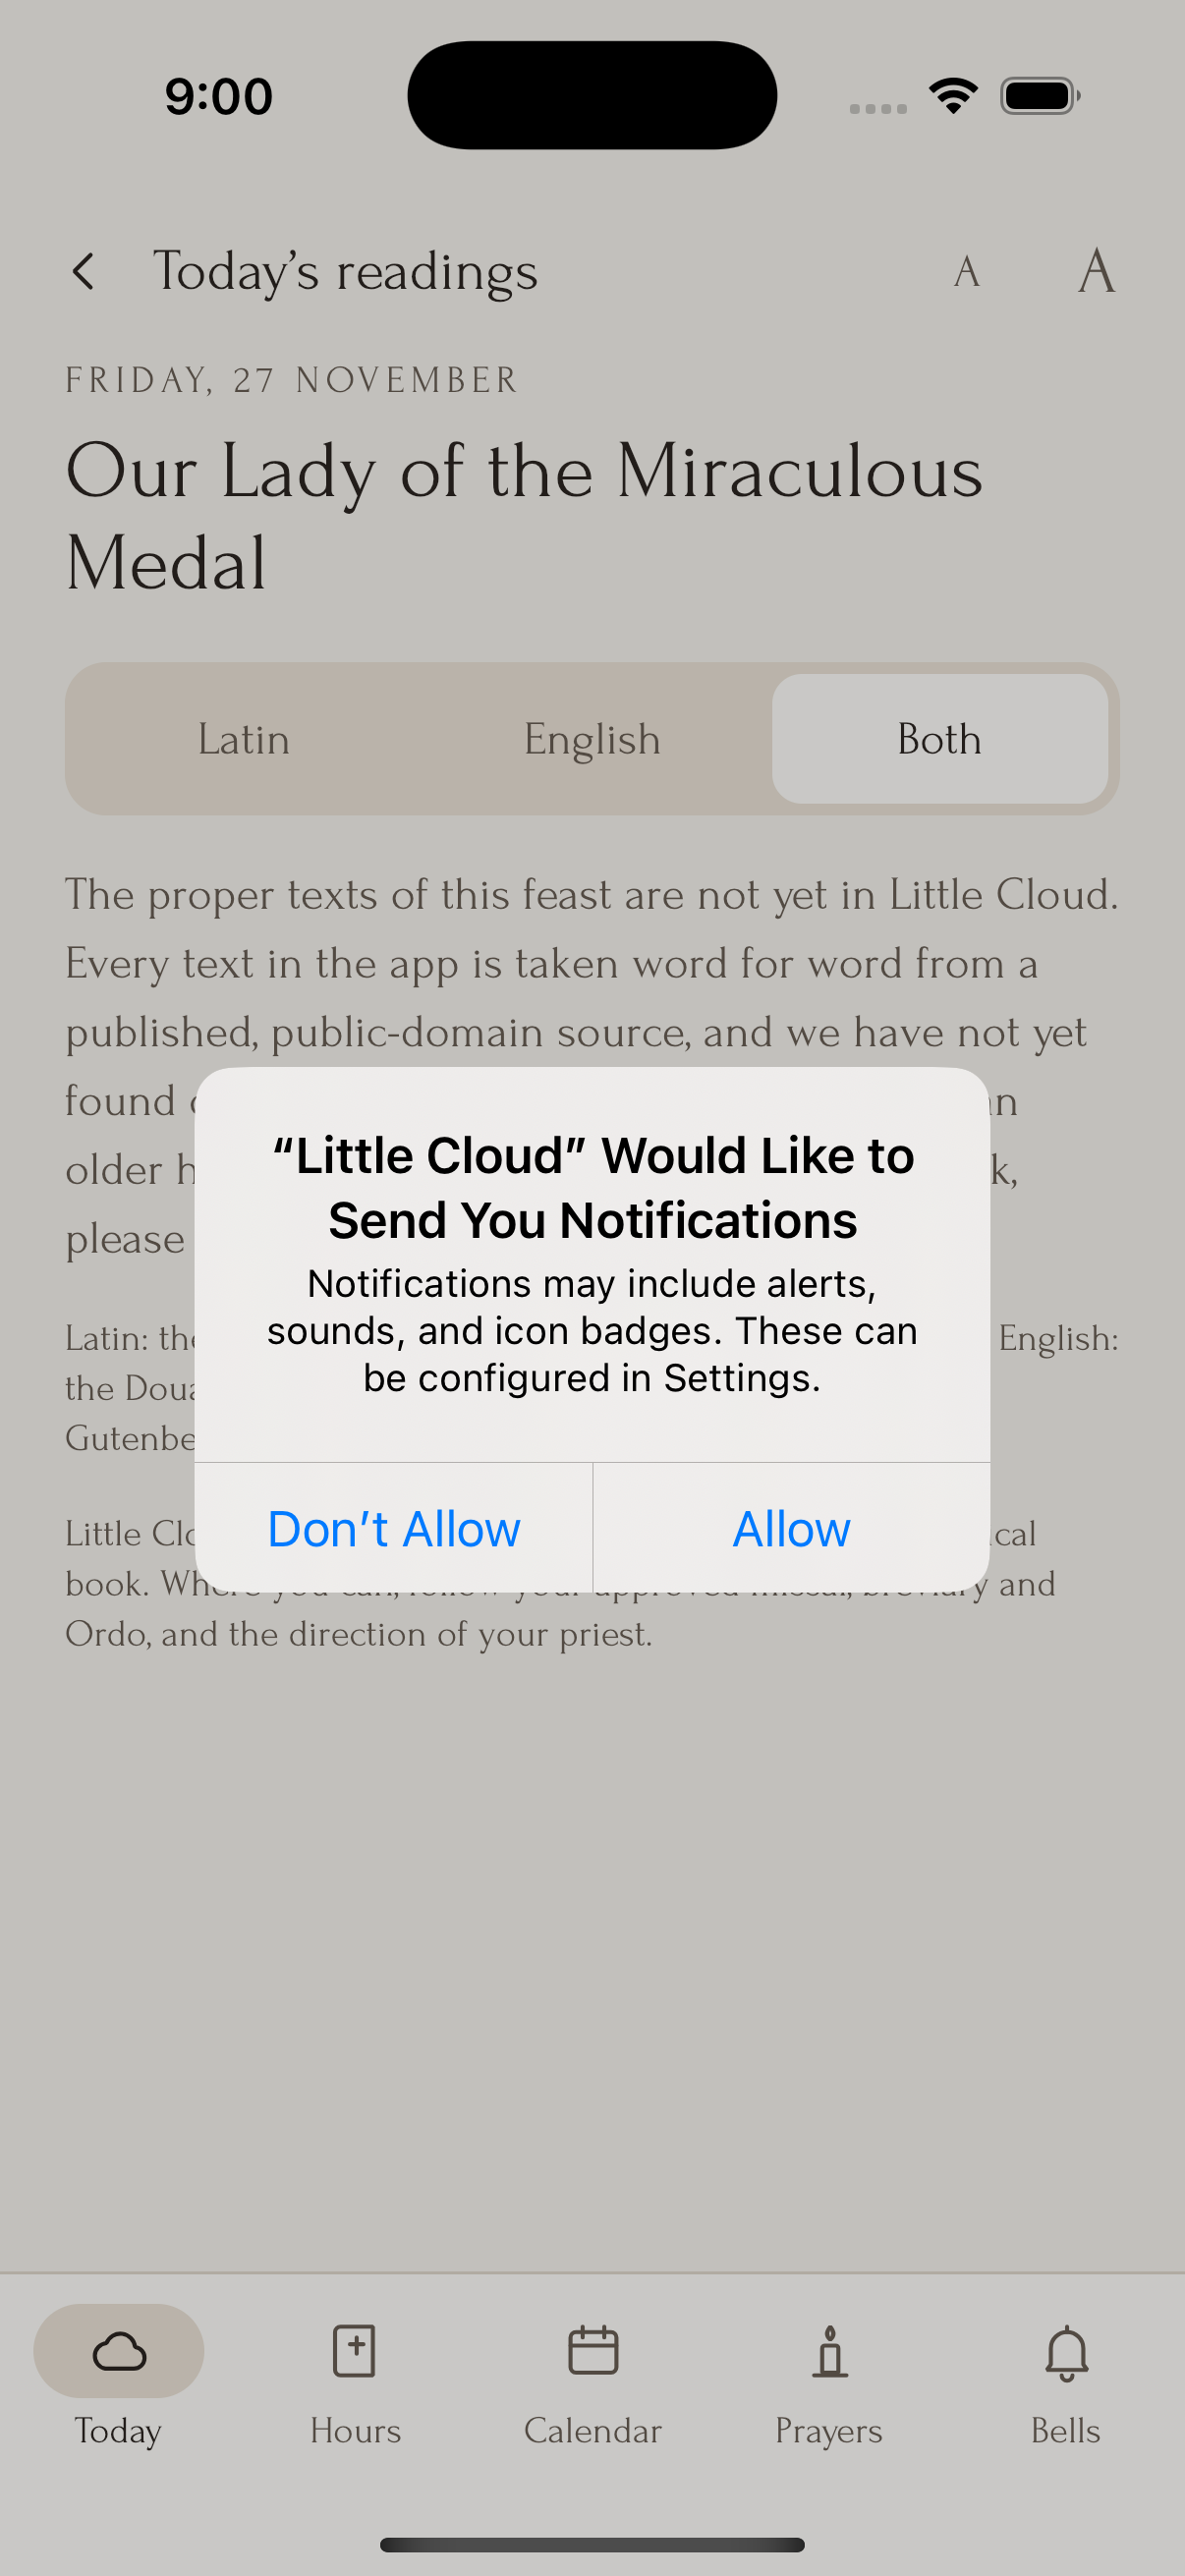 9:00
Today’s readings
A A
FRIDAY, 27 NOVEMBER
Our Lady of the Miraculous
Medal
Latin English Both
The proper texts of this feast are not yet in Little Cloud.
Every text in the app is taken word for word from a
published, public-domain source, and we have not yet
found
older
please
“Little Cloud” Would Like to
Send You Notifications
Notifications may include alerts,
sounds, and icon badges. These can
be configured in Settings.
Don’t Allow Allow
Latin: English:
the
Little
book. and
Ordo, and the direction of your priest.
Today Hours Calendar Prayers Bells